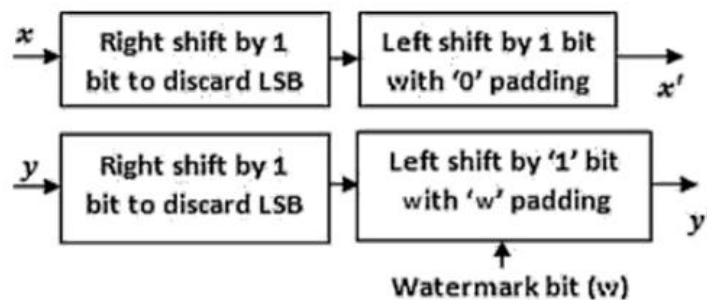 x
Right shift by 1
bit to discard LSB
Left shift by 1 bit
with ‘0’ padding
x'
y
Right shift by 1
bit to discard LSB
Left shift by ‘1’ bit
with ‘w’ padding
y
Watermark bit (w)